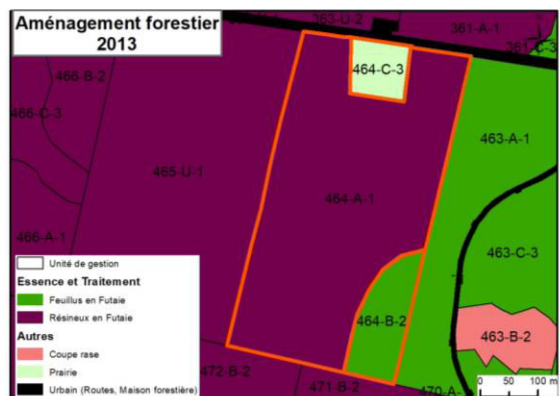 Aménagement forestier
2013
363-U-2
361-A-1
361-C-3
464-C-3
466-B-2
466-C-3
463-A-1
465-U-1
464-A-1
466-A-1
463-C-3
464-B-2
463-B-2
472-B-2
471-B-2
470-A-
Unité de gestion
Essence et Traitement
Feuillus en Futaie
Résineux en Futaie
Autres
Coupe rase
Prairie
Urbain (Routes, Maison forestière)
0 50 100 m